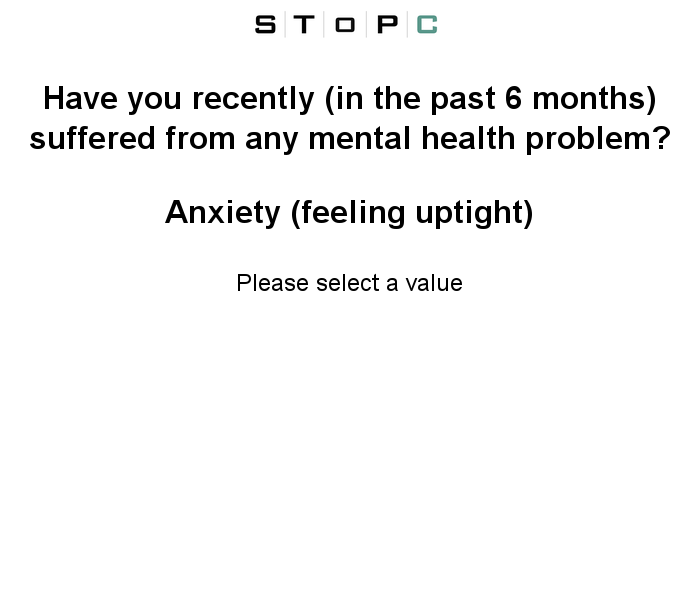 STOPC
Have you recently (in the past 6 months)
suffered from any mental health problem?
Anxiety (feeling uptight)
Please select a value